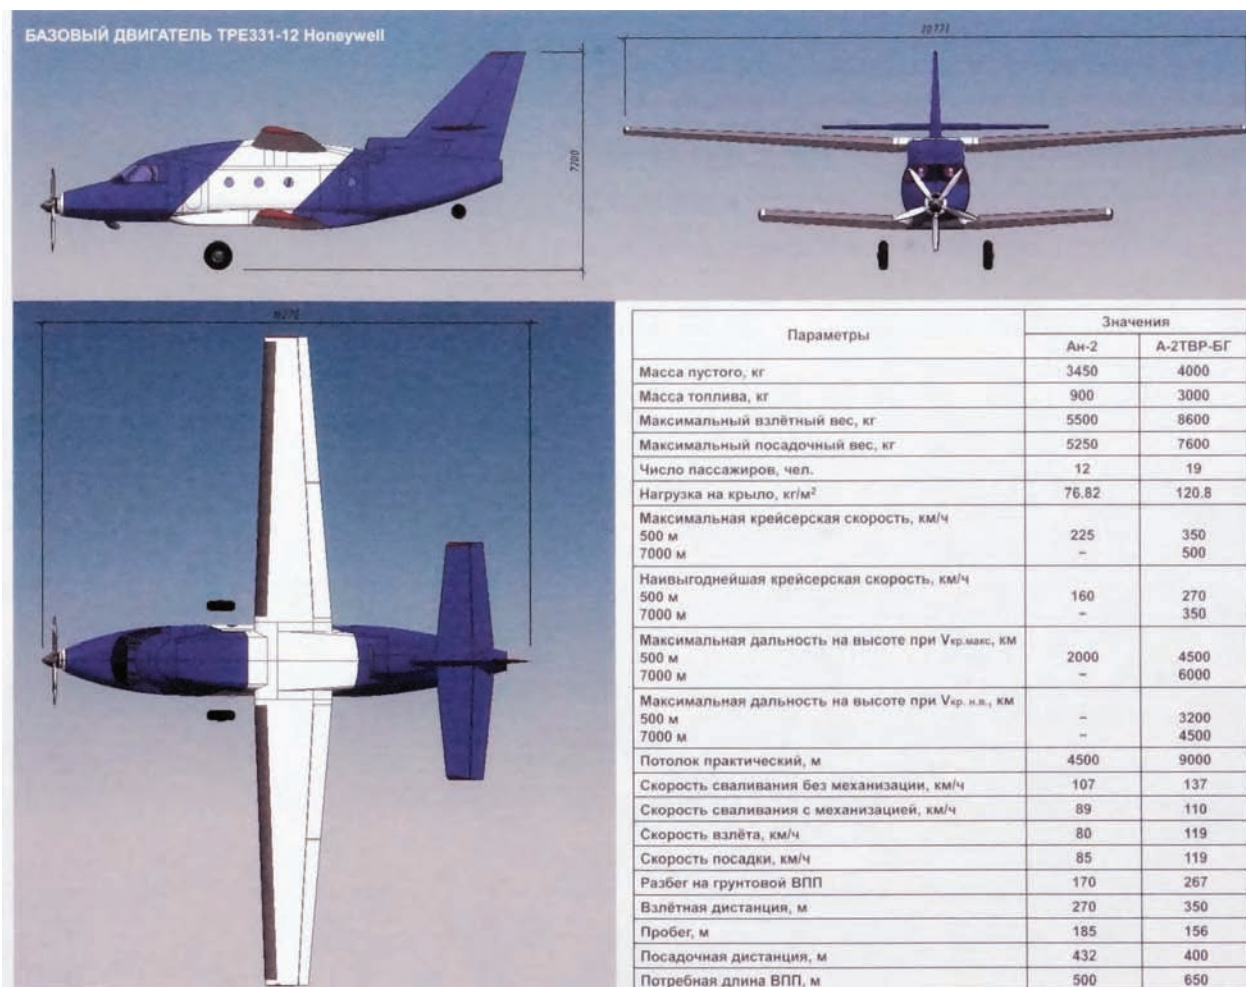 БАЗОВЫЙ ДВИГАТЕЛЬ TPE331-12 Honeywell
7200
Параметры
Значения
Ан-2 А-2ТВР-БГ
Масса пустого, кг 3450 4000
Масса топлива, кг 900 3000
Максимальный взлётный вес, кг 5500 8600
Максимальный посадочный вес, кг 5250 7600
Число пассажиров, чел. 12 19
Нагрузка на крыло, кг/м² 76.82 120.8
Максимальная крейсерская скорость, км/ч
500 м 225 350
7000 м – 500
Наивыгоднейшая крейсерская скорость, км/ч
500 м 160 270
7000 м – 350
Максимальная дальность на высоте при Vкр.макс, км
500 м 2000 4500
7000 м – 6000
Максимальная дальность на высоте при Vкр. н.в., км
500 м – 3200
7000 м – 4500
Потолок практический, м 4500 9000
Скорость сваливания без механизации, км/ч 107 137
Скорость сваливания с механизацией, км/ч 89 110
Скорость взлёта, км/ч 80 119
Скорость посадки, км/ч 85 119
Разбег на грунтовой ВПП 170 267
Взлётная дистанция, м 270 350
Пробег, м 185 156
Посадочная дистанция, м 432 400
Потребная длина ВПП, м 500 650